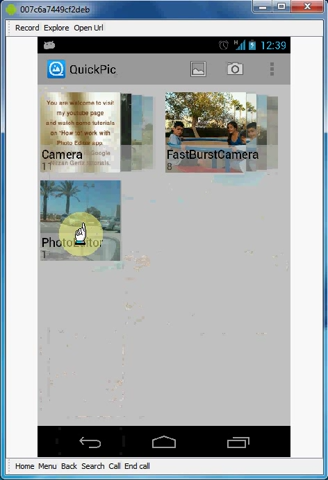 007c6a7449cf2deb
Record Explore Open Url
12:39
QuickPic
You are welcome to visit
my youtube page
and watch some tutorials
on "How to' work with
Photo Editor app.
Google
Camera
11
FastBurstCamera
8
PhotoEditor
1
Home Menu Back Search Call End call